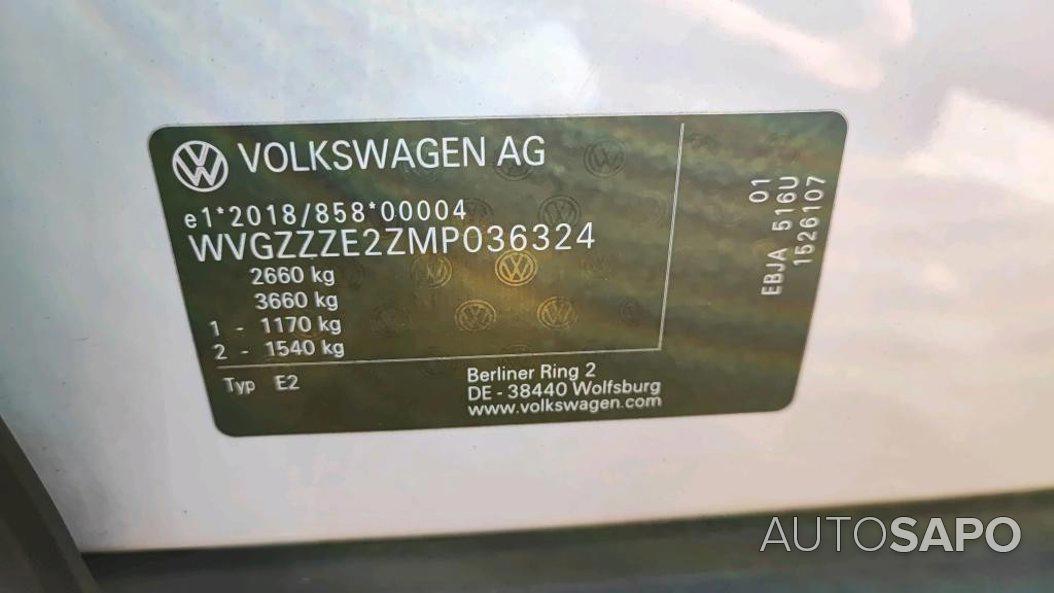 VOLKSWAGEN AG
e1*2018/858*00004
WVGZZZE2ZMP036324
2660 kg
3660 kg
1 - 1170 kg
2 - 1540 kg
Typ E2
Berliner Ring 2
DE - 38440 Wolfsburg
www.volkswagen.com
01
EBJA 516U
1526107
AUTOSAPO